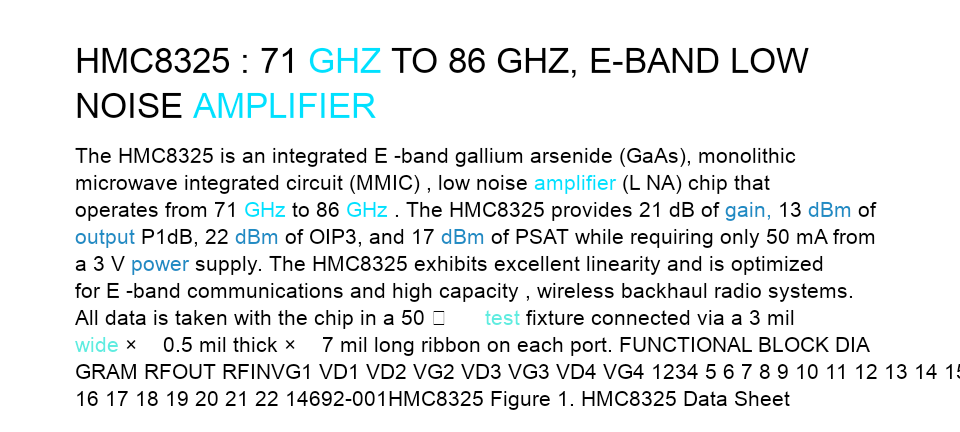 HMC8325 : 71 GHZ TO 86 GHZ, E-BAND LOW
NOISE AMPLIFIER
The HMC8325 is an integrated E -band gallium arsenide (GaAs), monolithic
microwave integrated circuit (MMIC) , low noise amplifier (L NA) chip that
operates from 71 GHz to 86 GHz . The HMC8325 provides 21 dB of gain, 13 dBm of
output P1dB, 22 dBm of OIP3, and 17 dBm of PSAT while requiring only 50 mA from
a 3 V power supply. The HMC8325 exhibits excellent linearity and is optimized
for E -band communications and high capacity , wireless backhaul radio systems.
All data is taken with the chip in a 50 test fixture connected via a 3 mil
wide × 0.5 mil thick × 7 mil long ribbon on each port. FUNCTIONAL BLOCK DIA
GRAM RFOUT RFINVG1 VD1 VD2 VG2 VD3 VG3 VD4 VG4 1234 5 6 7 8 9 10 11 12 13 14
16 17 18 19 20 21 22 14692-001HMC8325 Figure 1. HMC8325 Data Sheet